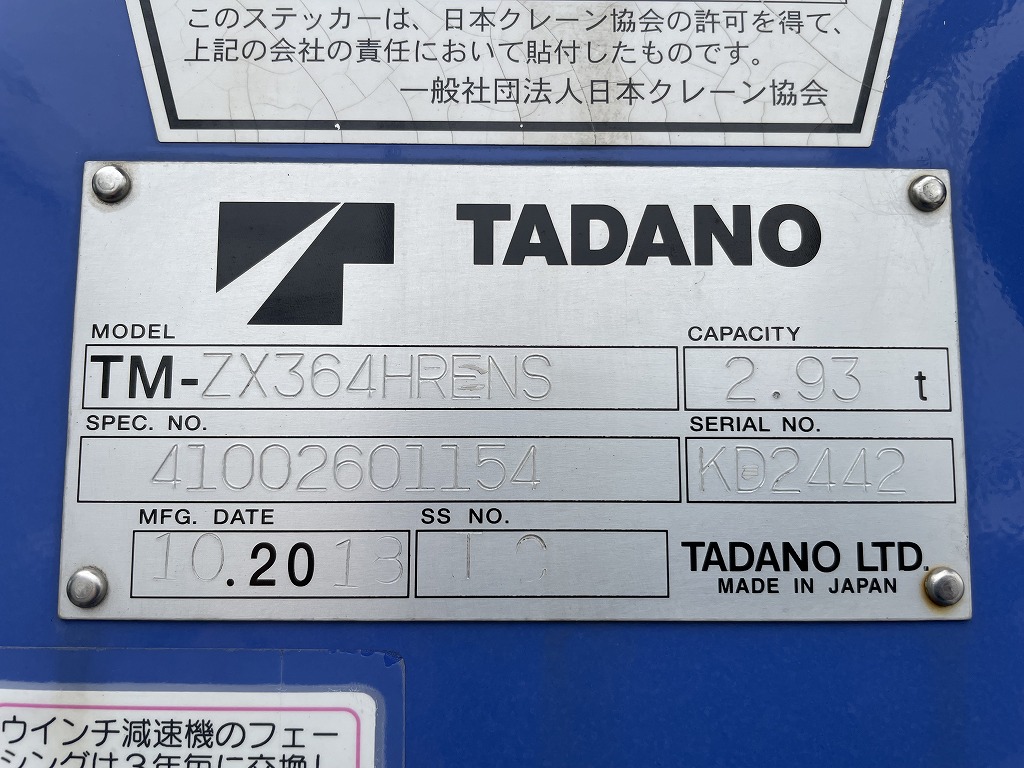 このステッカーは、日本クレーン協会の許可を得て、
上記の会社の責任において貼付したものです。
一般社団法人日本クレーン協会
TADANO
MODEL
TM-ZX364HRENS
CAPACITY
2.93 t
SPEC. NO.
41002601154
SERIAL NO.
KD2442
MFG. DATE
10.2013
SS NO.
TADANO LTD.
MADE IN JAPAN
ウインチ減速機のフェー
シングは3年毎に交換し